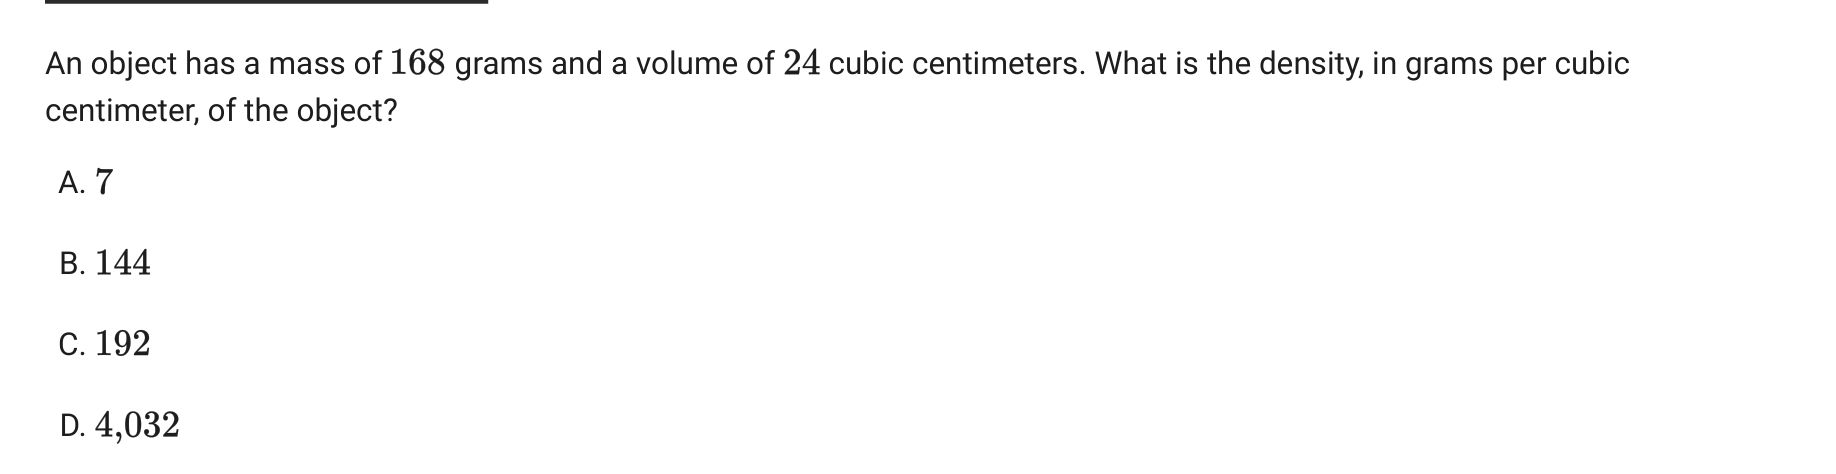 An object has a mass of 168 grams and a volume of 24 cubic centimeters. What is the density, in grams per cubic
centimeter, of the object?
A. 7
B. 144
C. 192
D. 4,032